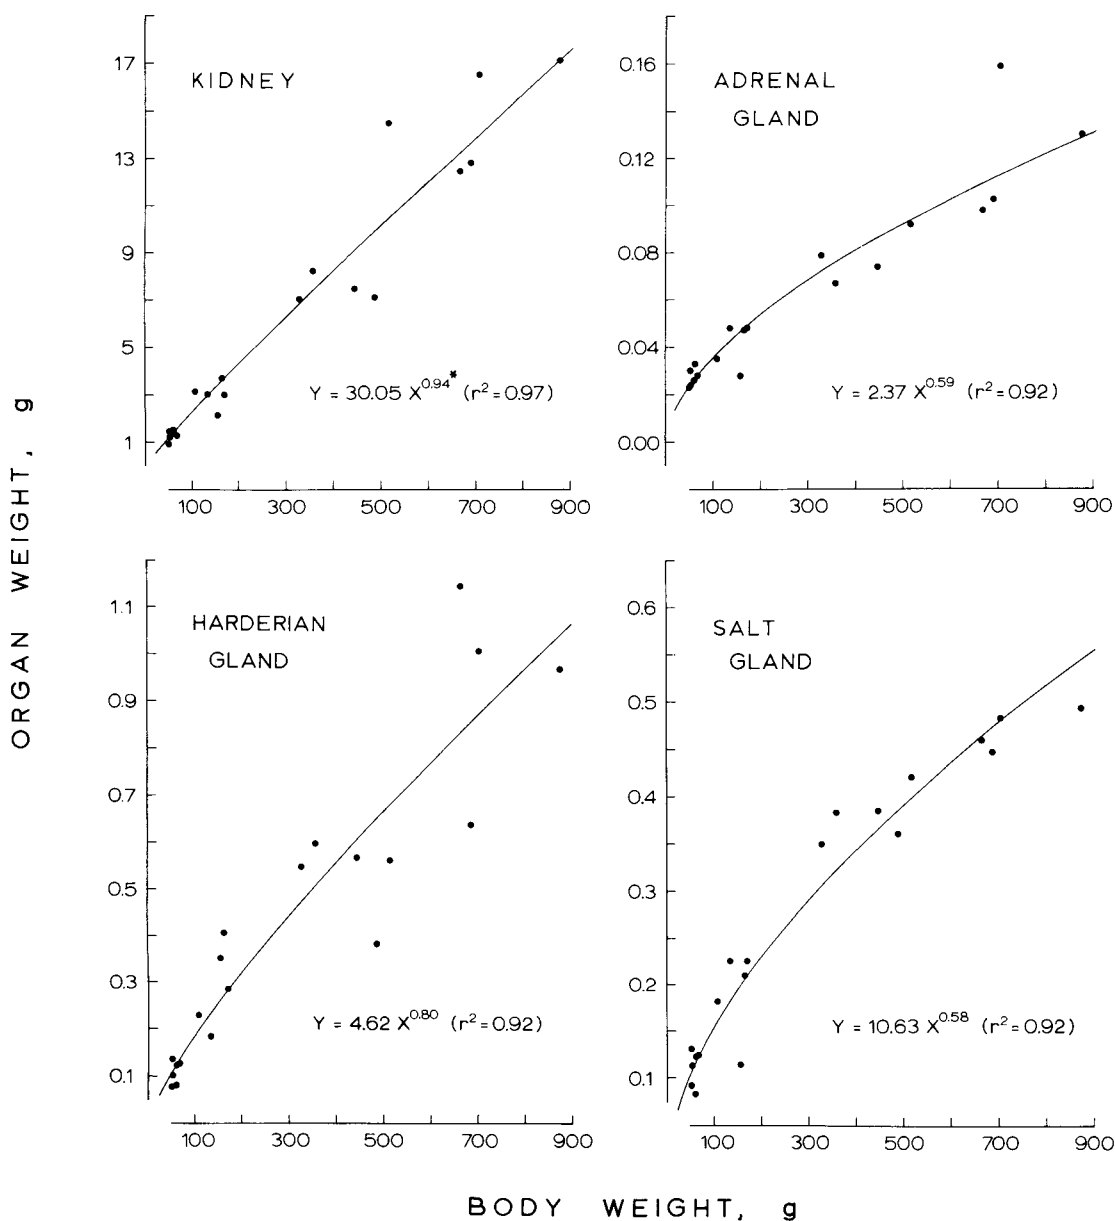 ORGAN WEIGHT, g
KIDNEY
17
13
9
5
1
Y = 30.05 X^0.94* (r² = 0.97)
100 300 500 700 900
ADRENAL
GLAND
0.16
0.12
0.08
0.04
0.00
Y = 2.37 X^0.59 (r² = 0.92)
100 300 500 700 900
HARDERIAN
GLAND
1.1
0.9
0.7
0.5
0.3
0.1
Y = 4.62 X^0.80 (r² = 0.92)
100 300 500 700 900
SALT
GLAND
0.6
0.5
0.4
0.3
0.2
0.1
Y = 10.63 X^0.58 (r² = 0.92)
100 300 500 700 900
BODY WEIGHT, g